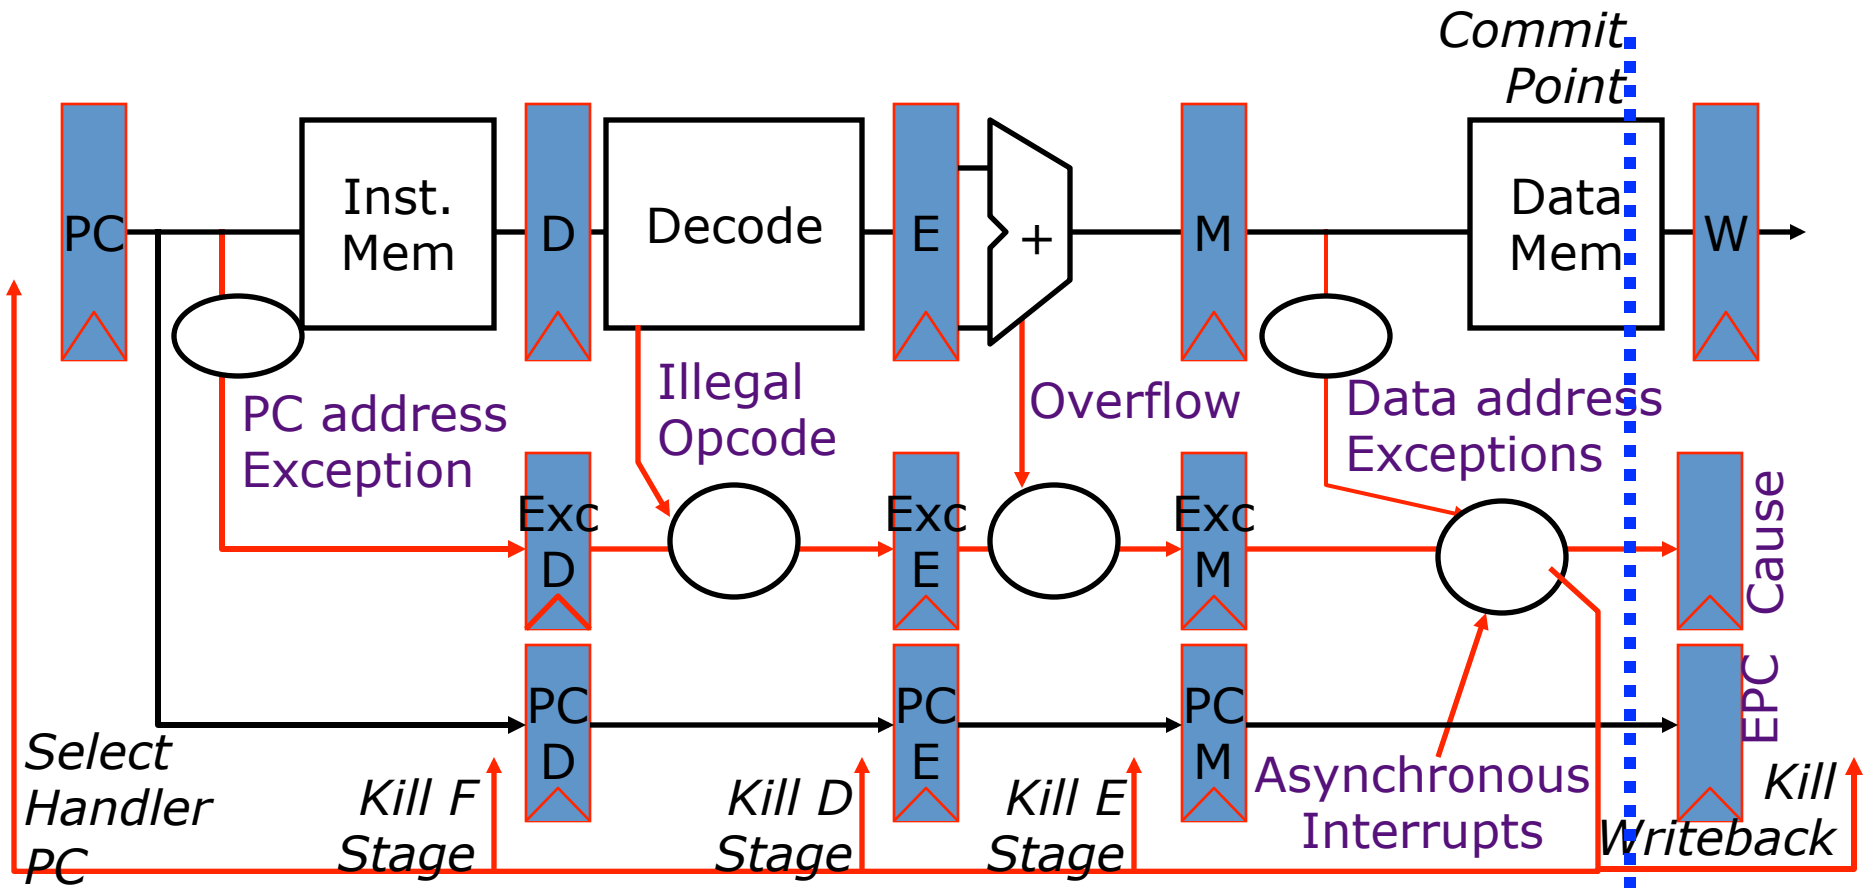 Commit
Point
PC
Inst.
Mem
D
Decode
E
+
M
Data
Mem
W
PC address
Exception
Illegal
Opcode
Overflow
Data address
Exceptions
Exc
D
Exc
E
Exc
M
Cause
PC
D
PC
E
PC
M
EPC
Select
Handler
PC
Kill F
Stage
Kill D
Stage
Kill E
Stage
Asynchronous
Interrupts
Kill
Writeback